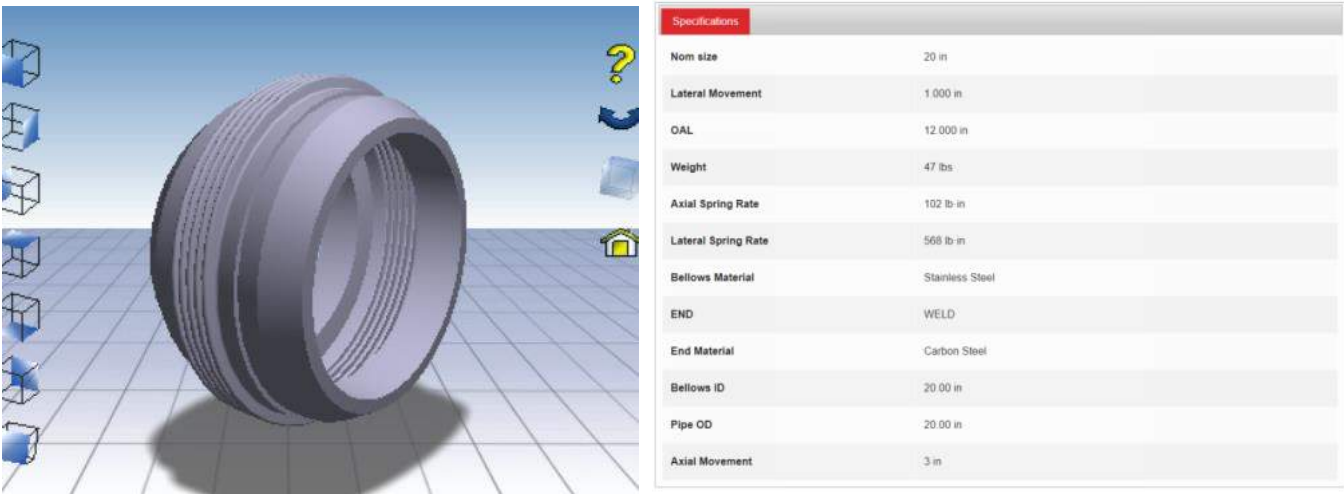 Specifications
Nom size 20 in
Lateral Movement 1.000 in
OAL 12.000 in
Weight 47 lbs
Axial Spring Rate 102 lb·in
Lateral Spring Rate 568 lb·in
Bellows Material Stainless Steel
END WELD
End Material Carbon Steel
Bellows ID 20.00 in
Pipe OD 20.00 in
Axial Movement 3 in